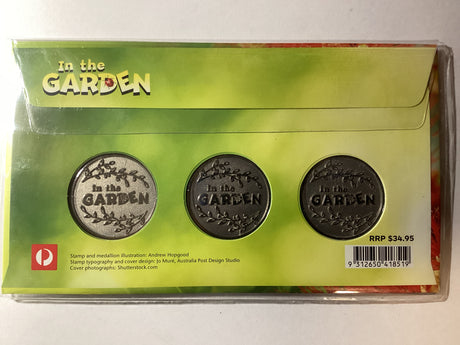 In the
GARDEN
In the
GARDEN
In the
GARDEN
In the
GARDEN
RRP $34.95
Stamp and medallion illustration: Andrew Hopgood
Stamp typography and cover design: Jo Muré, Australia Post Design Studio
Cover photographs: Shutterstock.com
9 312650 418519